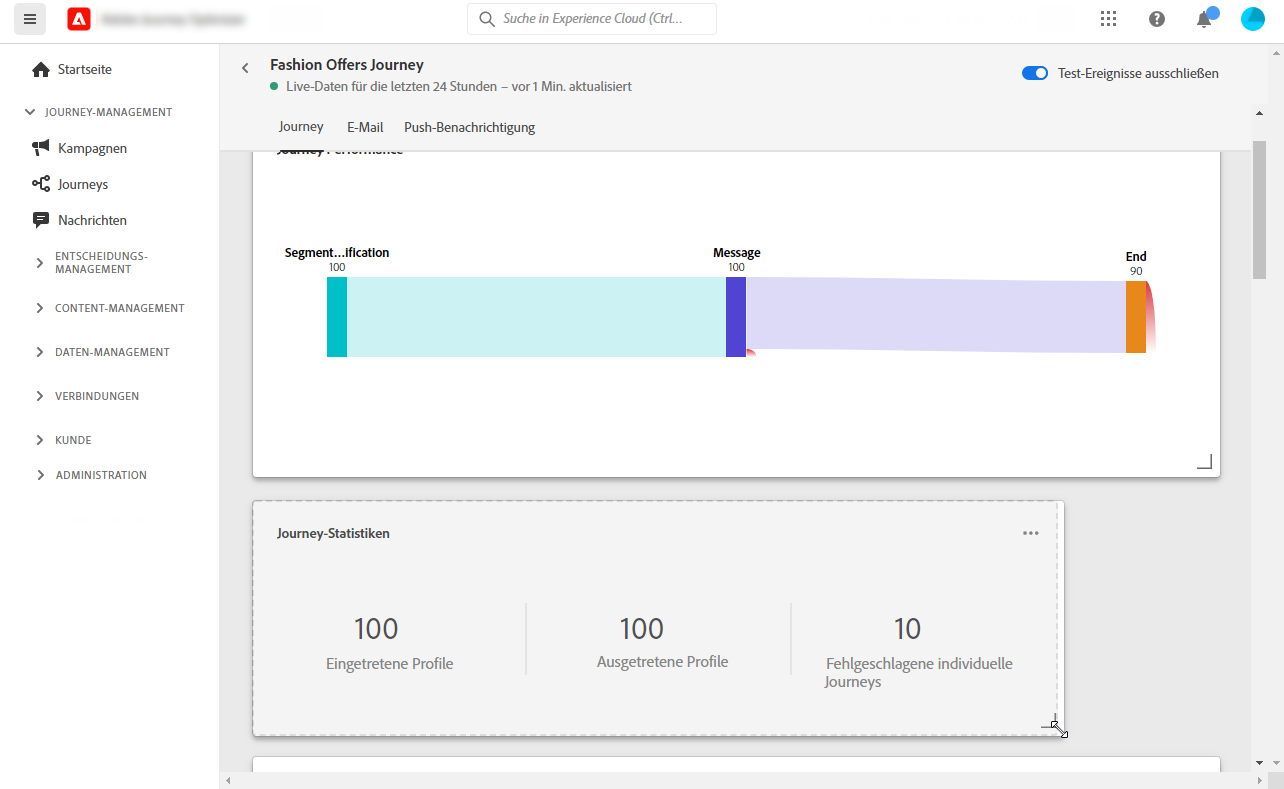 Suche in Experience Cloud (Ctrl...
Startseite
JOURNEY-MANAGEMENT
Kampagnen
Journeys
Nachrichten
ENTSCHEIDUNGS-
MANAGEMENT
CONTENT-MANAGEMENT
DATEN-MANAGEMENT
VERBINDUNGEN
KUNDE
ADMINISTRATION
Fashion Offers Journey
Live-Daten für die letzten 24 Stunden – vor 1 Min. aktualisiert
Test-Ereignisse ausschließen
Journey E-Mail Push-Benachrichtigung
Journey Performance
Segment...ification
100
Message
100
End
90
Journey-Statistiken
100
Eingetretene Profile
100
Ausgetretene Profile
10
Fehlgeschlagene individuelle
Journeys